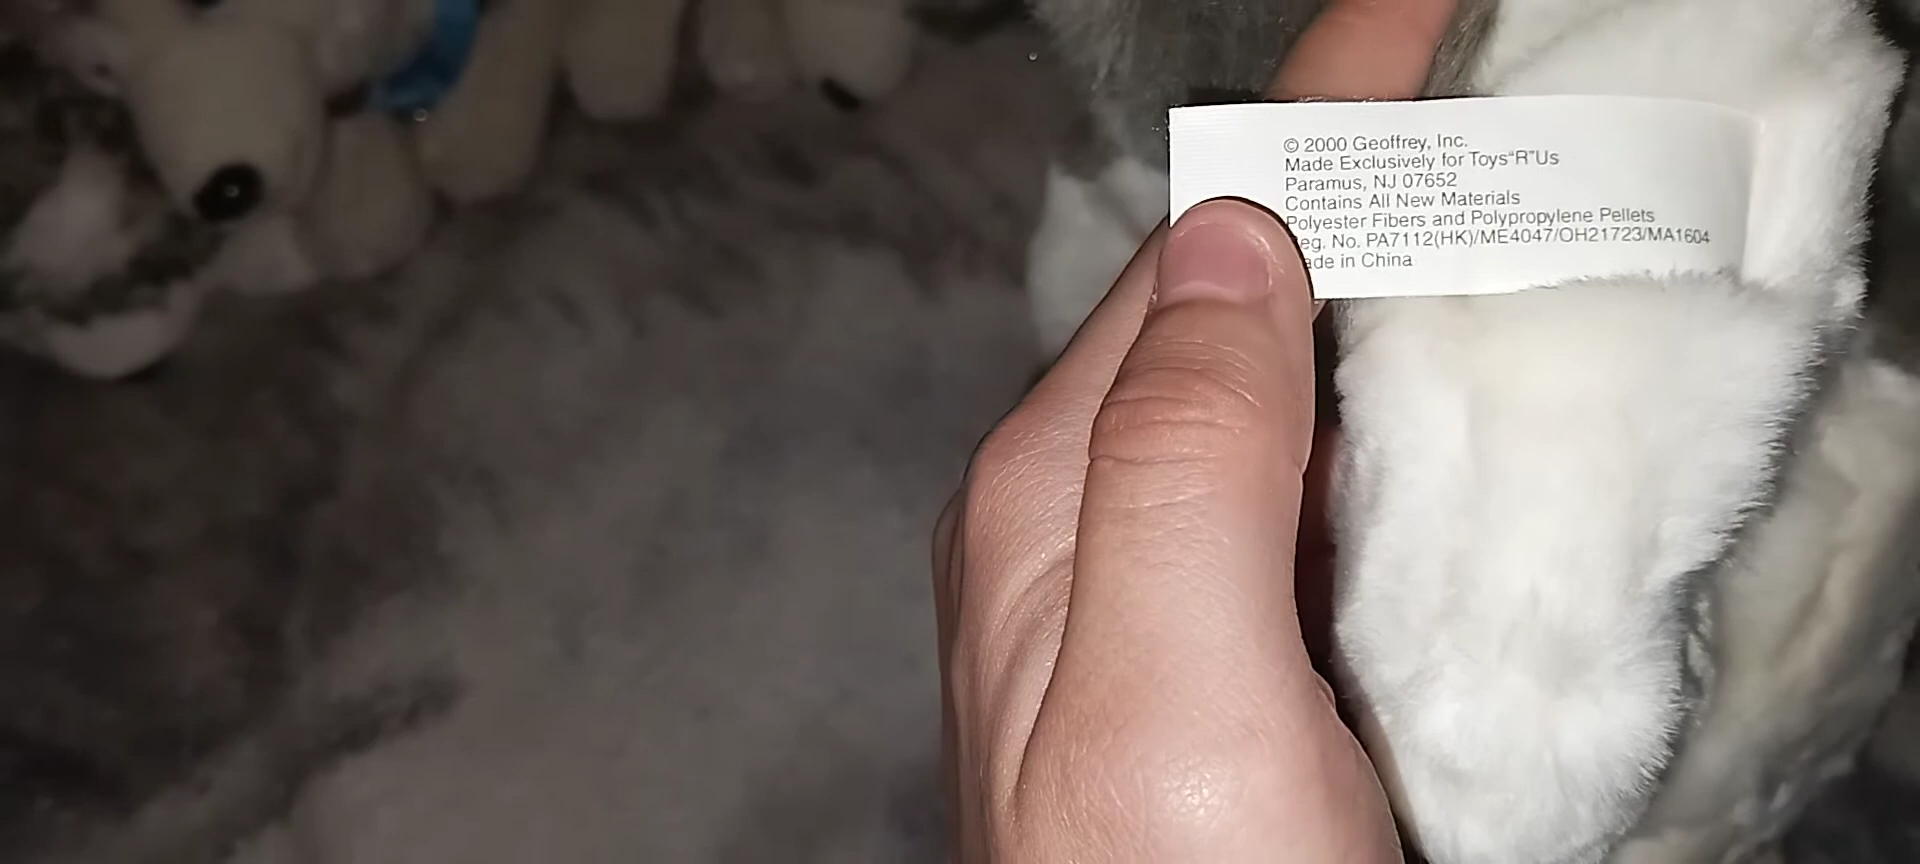 © 2000 Geoffrey, Inc.
Made Exclusively for Toys"R"Us
Paramus, NJ 07652
Contains All New Materials
Polyester Fibers and Polypropylene Pellets
eg. No. PA7112(HK)/ME4047/OH21723/MA1604
ade in China